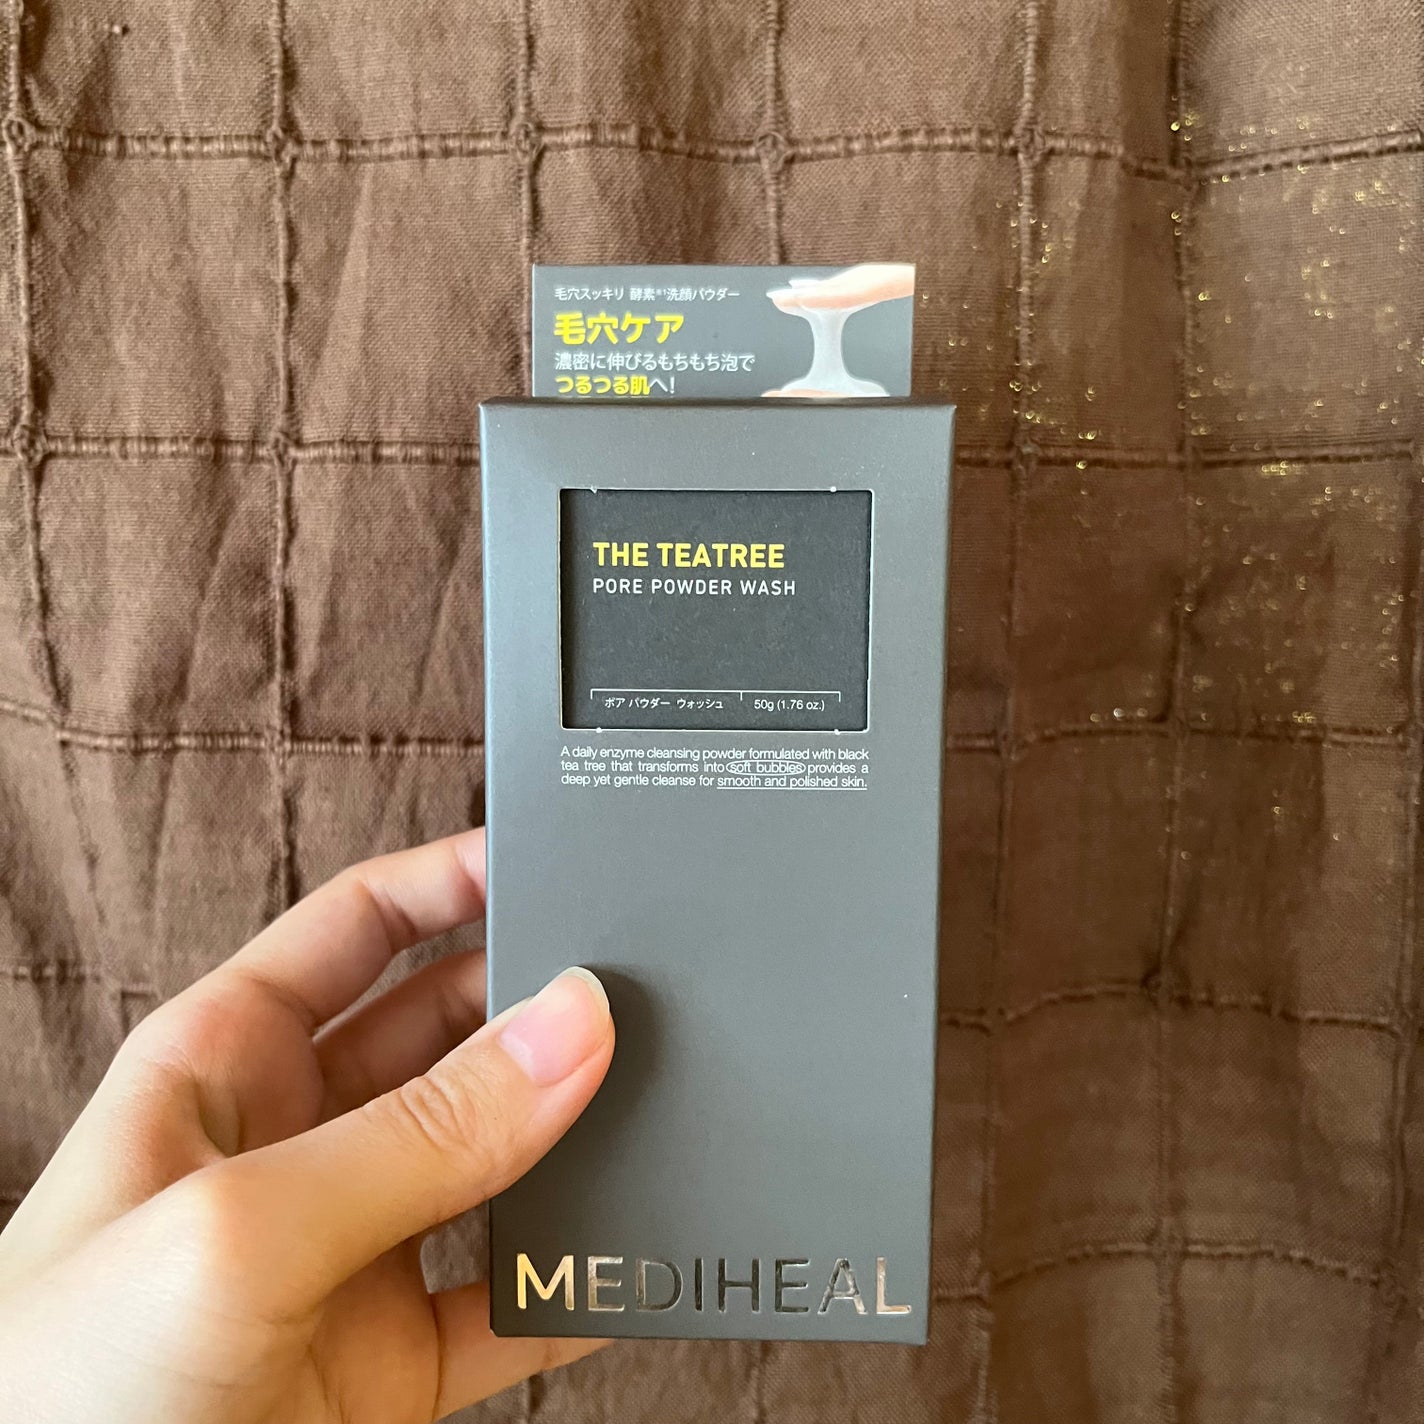 毛穴スッキリ 酵素※1洗顔パウダー
毛穴ケア
濃密に伸びるもちもち泡で
つるつる肌へ!
THE TEATREE
PORE POWDER WASH
ポア パウダー ウォッシュ 50g (1.76 oz.)
A daily enzyme cleansing powder formulated with black
tea tree that transforms into soft bubbles provides a
deep yet gentle cleanse for smooth and polished skin.
MEDIHEAL